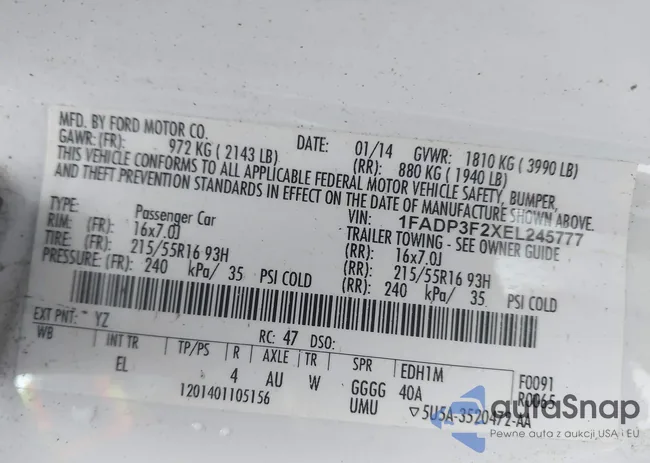 MFD. BY FORD MOTOR CO.
DATE: 01/14 GVWR: 1810 KG ( 3990 LB)
GAWR: (FR): 972 KG ( 2143 LB) (RR): 880 KG ( 1940 LB)
THIS VEHICLE CONFORMS TO ALL APPLICABLE FEDERAL MOTOR VEHICLE SAFETY, BUMPER,
AND THEFT PREVENTION STANDARDS IN EFFECT ON THE DATE OF MANUFACTURE SHOWN ABOVE.
VIN: 1FADP3F2XEL245777
TYPE: Passenger Car TRAILER TOWING - SEE OWNER GUIDE
RIM: (FR): 16x7.0J (RR): 16x7.0J
TIRE: (FR): 215/55R16 93H (RR): 215/55R16 93H
PRESSURE: (FR): 240 kPa/ 35 PSI COLD (RR): 240 kPa/ 35 PSI COLD
EXT PNT: YZ RC: 47 DSO:
WB INT TR TP/PS R AXLE TR SPR EDH1M F0091
EL 4 AU W GGGG 40A R0065
1201401105156 UMU ▽5U5A-3520472-AA
autaSnap
Pewne auta z aukcji USA i EU